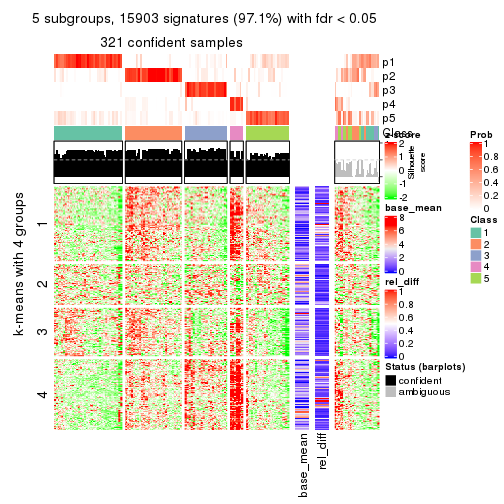 5 subgroups, 15903 signatures (97.1%) with fdr < 0.05
321 confident samples
p1
p2
p3
p4
p5
Class
z-score
2
1
0
-1
-2
Silhouette
score
Prob
1
0.8
0.6
0.4
0.2
0
base_mean
8
6
4
2
0
Class
1
2
3
4
5
rel_diff
1
0.8
0.6
0.4
0.2
0
Status (barplots)
confident
ambiguous
k-means with 4 groups
1
2
3
4
base_mean
rel_diff